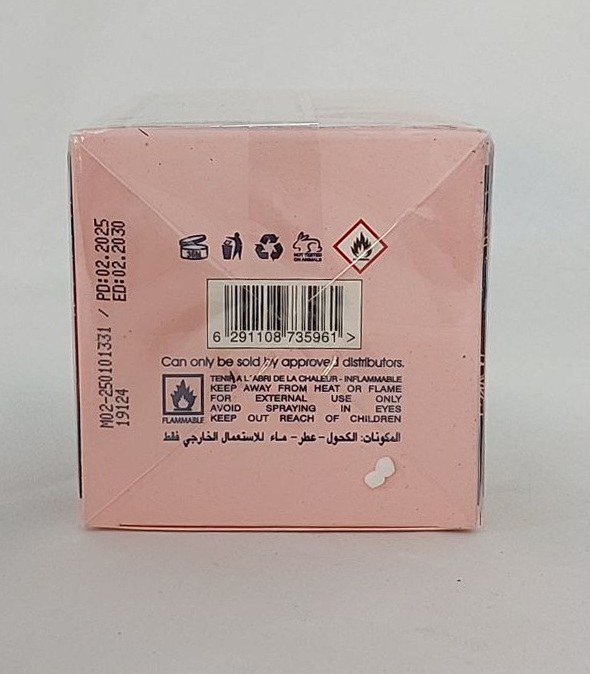 M02-250101331 / PD:02.2025
19124 ED:02.2030
36M
NOT TESTED
ON ANIMALS
6 291108 735961 >
Can only be sold by approved distributors.
TENIR A L'ABRI DE LA CHALEUR - INFLAMMABLE
KEEP AWAY FROM HEAT OR FLAME
FOR EXTERNAL USE ONLY
AVOID SPRAYING IN EYES
KEEP OUT REACH OF CHILDREN
FLAMMABLE
المكونات: الكحول - عطر - ماء للاستعمال الخارجي فقط